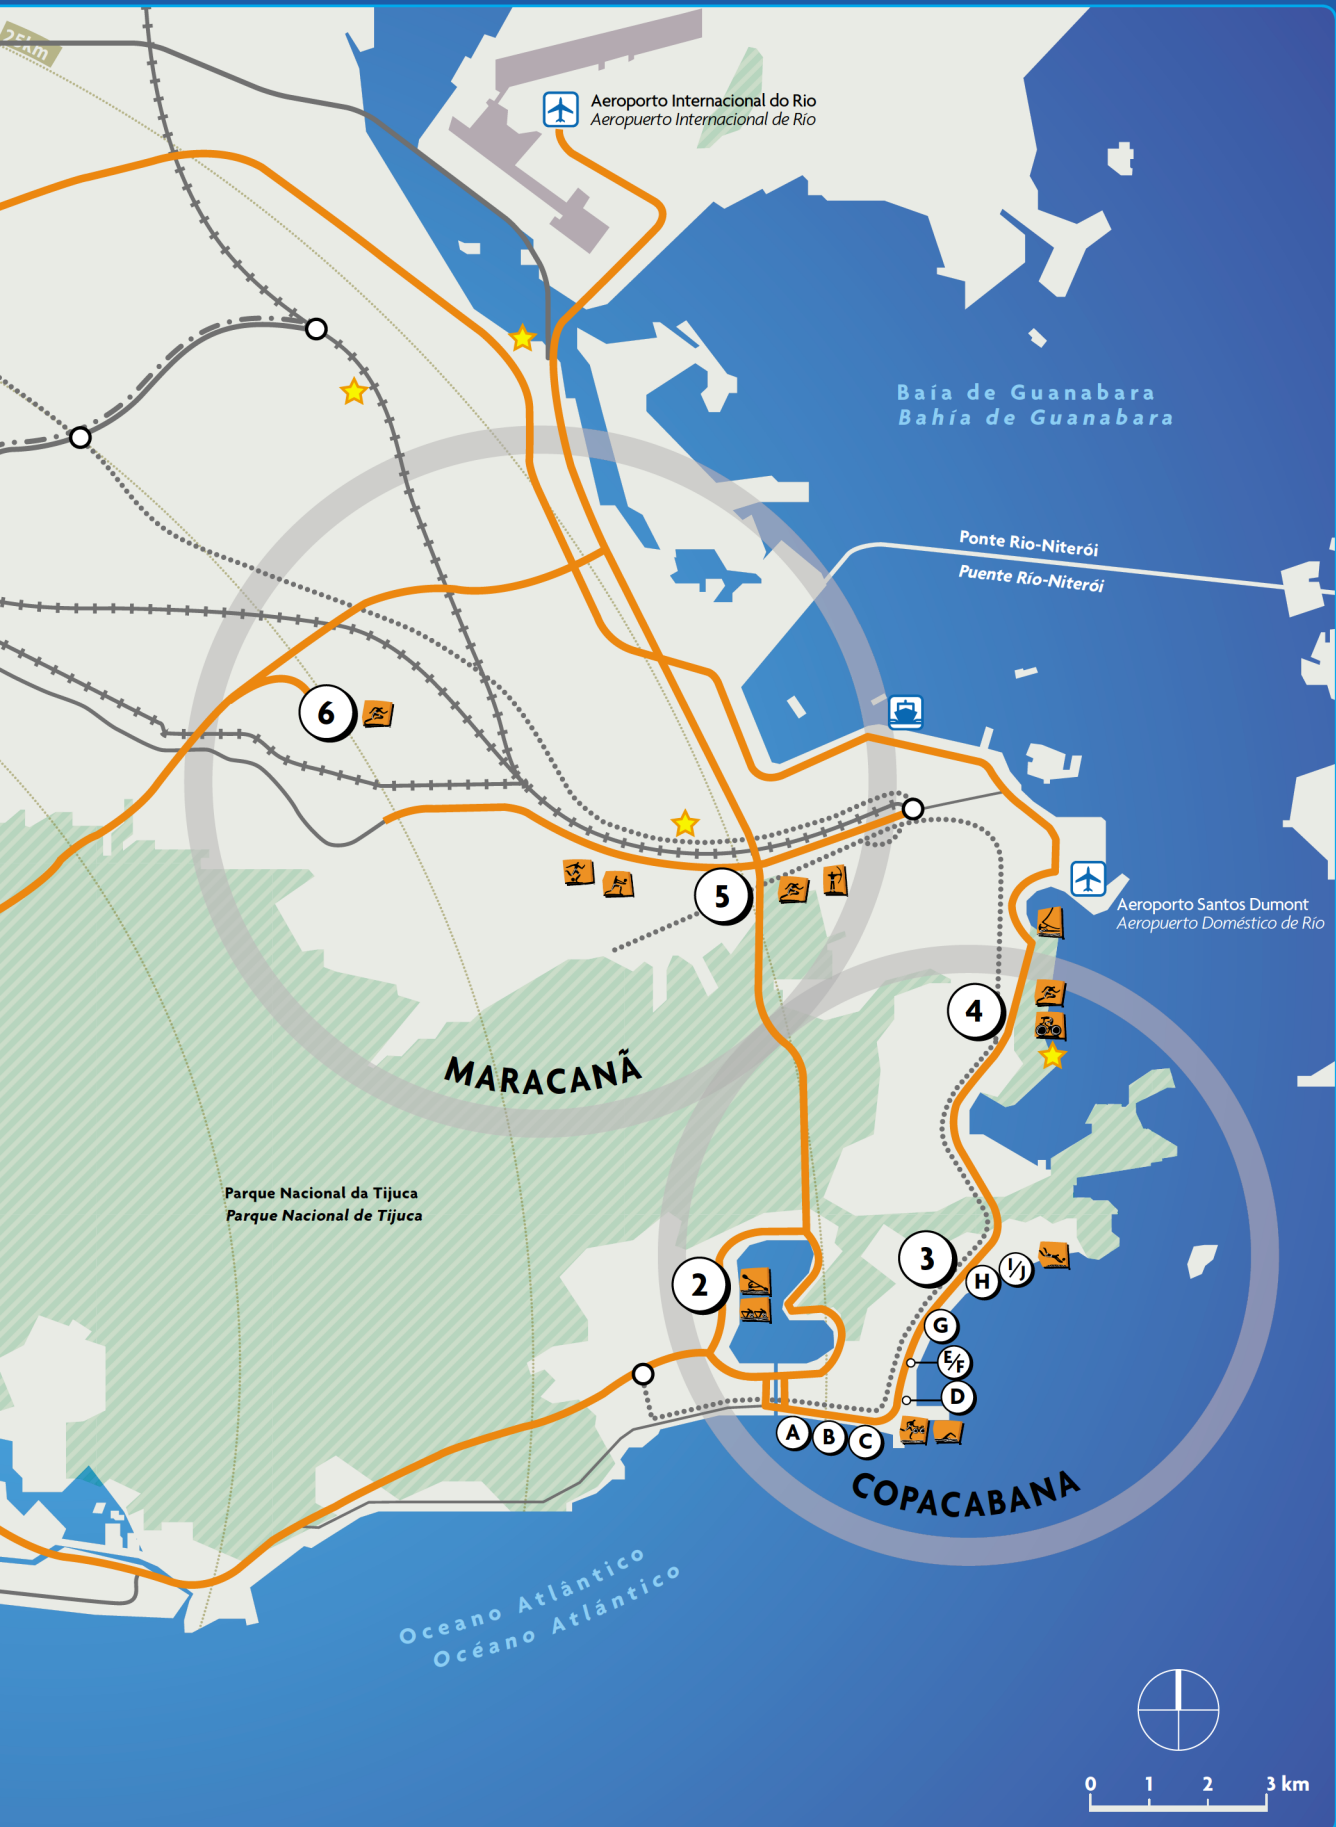 25km
Aeroporto Internacional do Rio
Aeropuerto Internacional de Río
Baía de Guanabara
Bahía de Guanabara
Ponte Rio-Niterói
Puente Río-Niterói
6
5
Aeroporto Santos Dumont
Aeropuerto Doméstico de Río
4
MARACANÃ
Parque Nacional da Tijuca
Parque Nacional de Tijuca
3
2
H
I/J
G
E/F
D
A
B
C
COPACABANA
Oceano Atlântico
Océano Atlántico
0 1 2 3 km